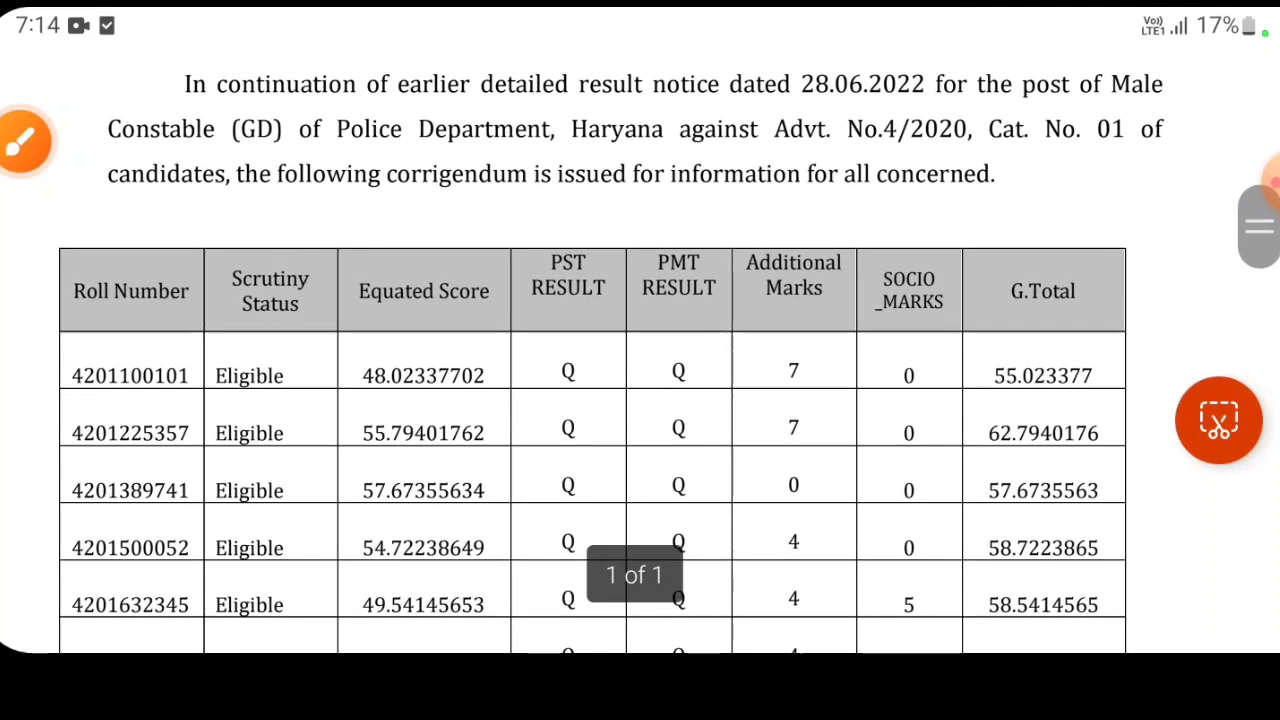 7:14
Vo)) LTE1 17%
In continuation of earlier detailed result notice dated 28.06.2022 for the post of Male
Constable (GD) of Police Department, Haryana against Advt. No.4/2020, Cat. No. 01 of
candidates, the following corrigendum is issued for information for all concerned.
Roll Number Scrutiny Status Equated Score PST RESULT PMT RESULT Additional Marks SOCIO _MARKS G.Total
4201100101 Eligible 48.02337702 Q Q 7 0 55.023377
4201225357 Eligible 55.79401762 Q Q 7 0 62.7940176
4201389741 Eligible 57.67355634 Q Q 0 0 57.6735563
4201500052 Eligible 54.72238649 Q Q 4 0 58.7223865
1 of 1
4201632345 Eligible 49.54145653 Q Q 4 5 58.5414565